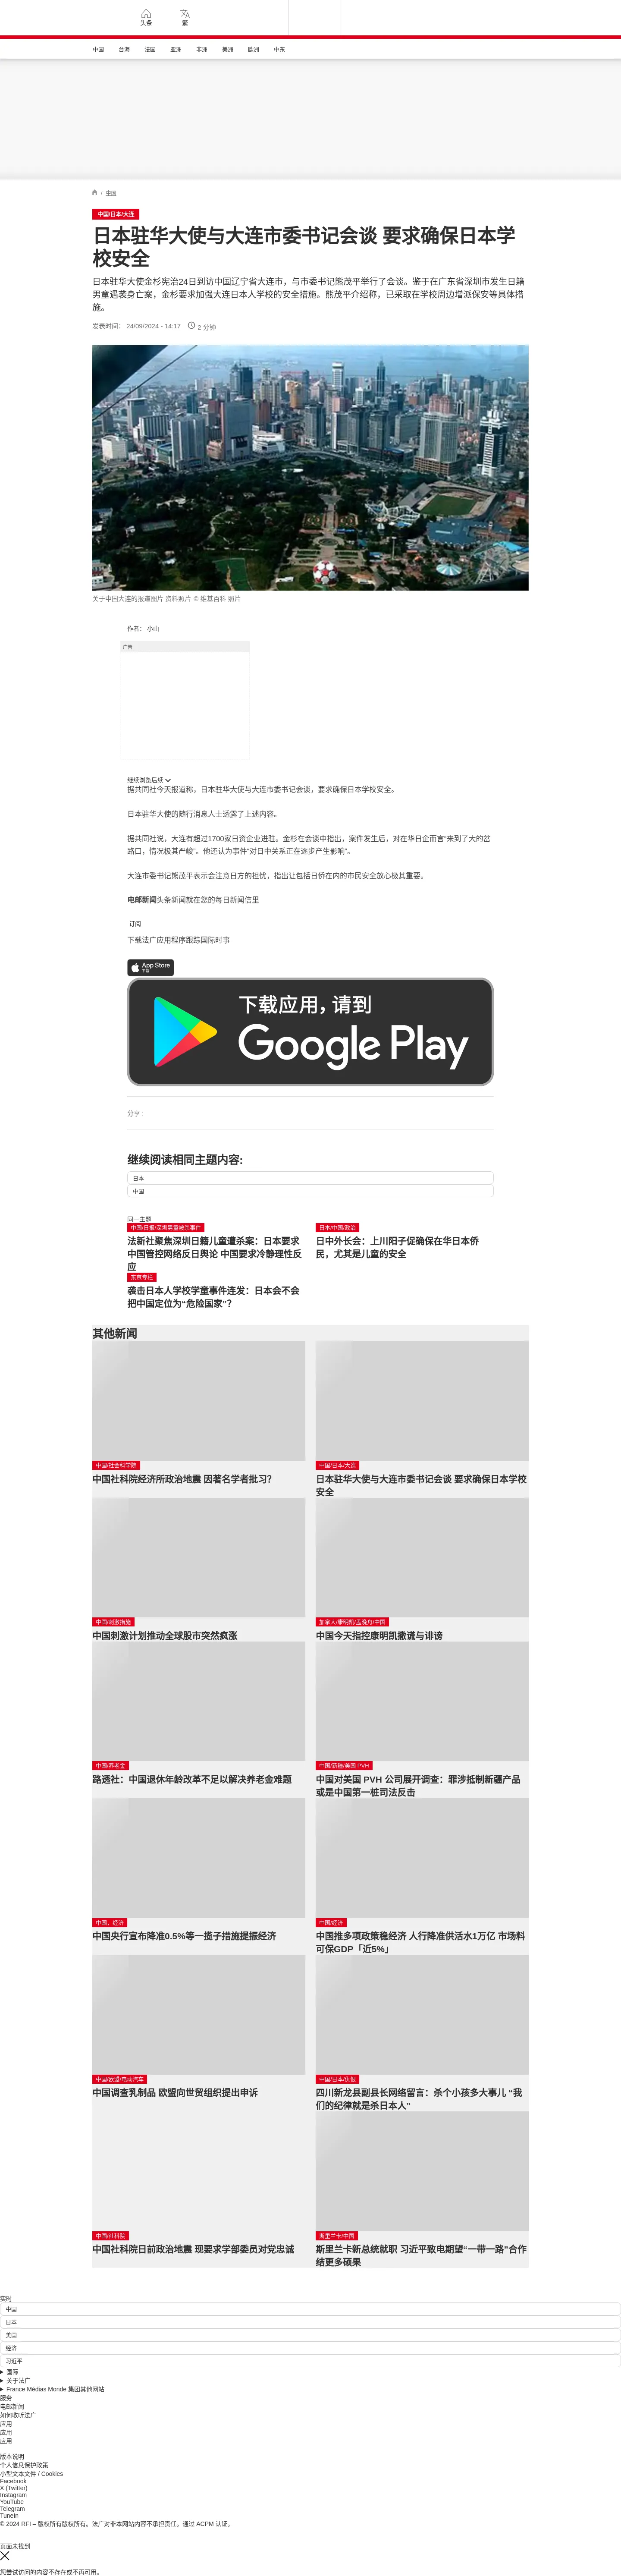 头条
繁
中国
台海
法国
亚洲
非洲
美洲
欧洲
中东
/ 中国
中国/日本/大连
日本驻华大使与大连市委书记会谈 要求确保日本学
校安全
日本驻华大使金杉宪治24日到访中国辽宁省大连市，与市委书记熊茂平举行了会谈。鉴于在广东省深圳市发生日籍
男童遇袭身亡案，金杉要求加强大连日本人学校的安全措施。熊茂平介绍称，已采取在学校周边增派保安等具体措
施。
发表时间： 24/09/2024 - 14:17
2 分钟
关于中国大连的报道图片 资料照片 © 维基百科 照片
作者： 小山
广告
继续浏览后续
据共同社今天报道称，日本驻华大使与大连市委书记会谈，要求确保日本学校安全。
日本驻华大使的随行消息人士透露了上述内容。
据共同社说，大连有超过1700家日资企业进驻。金杉在会谈中指出，案件发生后，对在华日企而言“来到了大的岔
路口，情况极其严峻”。他还认为事件“对日中关系正在逐步产生影响”。
大连市委书记熊茂平表示会注意日方的担忧，指出让包括日侨在内的市民安全放心极其重要。
电邮新闻头条新闻就在您的每日新闻信里
订阅
下载法广应用程序跟踪国际时事
App Store
下载
下载应用，请到
Google Play
分享 :
继续阅读相同主题内容:
日本
中国
同一主题
中国/日报/深圳男童被杀事件
法新社聚焦深圳日籍儿童遭杀案：日本要求
中国管控网络反日舆论 中国要求冷静理性反
应
日本/中国/政治
日中外长会：上川阳子促确保在华日本侨
民，尤其是儿童的安全
东京专栏
袭击日本人学校学童事件连发：日本会不会
把中国定位为“危险国家”？
其他新闻
中国/社会科学院
中国社科院经济所政治地震 因著名学者批习？
中国/日本/大连
日本驻华大使与大连市委书记会谈 要求确保日本学校
安全
中国/刺激措施
中国刺激计划推动全球股市突然疯涨
加拿大/康明凯/孟晚舟/中国
中国今天指控康明凯撒谎与诽谤
中国/养老金
路透社：中国退休年龄改革不足以解决养老金难题
中国/新疆/美国 PVH
中国对美国 PVH 公司展开调查：罪涉抵制新疆产品
或是中国第一桩司法反击
中国，经济
中国央行宣布降准0.5%等一揽子措施提振经济
中国/经济
中国推多项政策稳经济 人行降准供活水1万亿 市场料
可保GDP「近5%」
中国/欧盟/电动汽车
中国调查乳制品 欧盟向世贸组织提出申诉
中国/日本/仇恨
四川新龙县副县长网络留言：杀个小孩多大事儿 “我
们的纪律就是杀日本人”
中国/社科院
中国社科院日前政治地震 现要求学部委员对党忠诚
斯里兰卡/中国
斯里兰卡新总统就职 习近平致电期望“一带一路”合作
结更多硕果
实时
中国
日本
美国
经济
习近平
国际
关于法广
France Médias Monde 集团其他网站
服务
电邮新闻
如何收听法广
应用
应用
应用
版本说明
个人信息保护政策
小型文本文件 / Cookies
Facebook
X (Twitter)
Instagram
YouTube
Telegram
TuneIn
© 2024 RFI – 版权所有版权所有。法广对非本网站内容不承担责任。通过 ACPM 认证。
页面未找到
您尝试访问的内容不存在或不再可用。